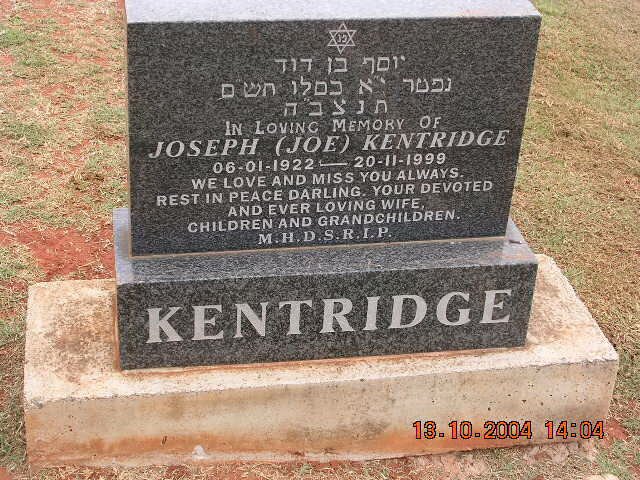 פנ
יוסף בן דוד
נפטר י"א כסלו תש"ם
ת נ צ ב" ה
IN LOVING MEMORY OF
JOSEPH (JOE) KENTRIDGE
06-01-1922 — 20-11-1999
WE LOVE AND MISS YOU ALWAYS.
REST IN PEACE DARLING. YOUR DEVOTED
AND EVER LOVING WIFE,
CHILDREN AND GRANDCHILDREN.
M.H.D.S.R.I.P.
KENTRIDGE
13.10.2004 14:04